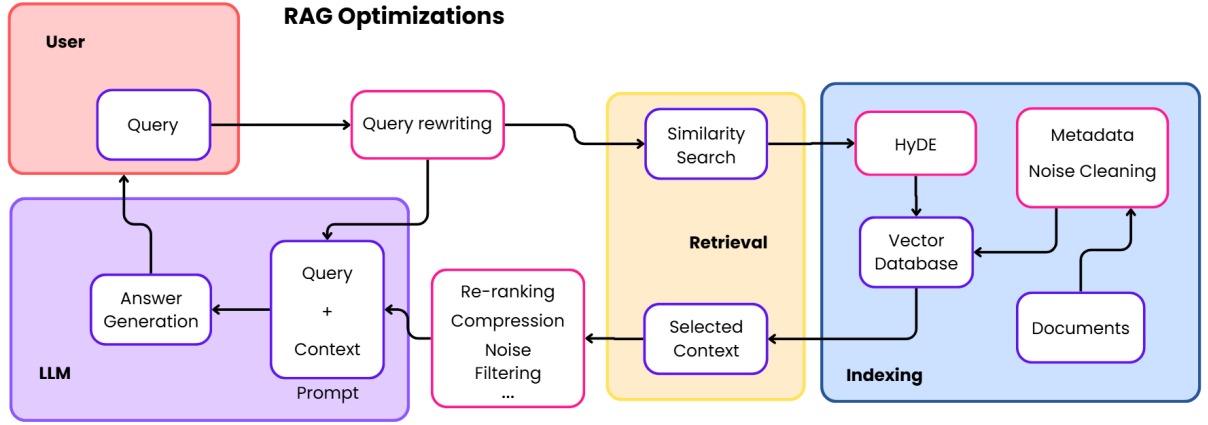 RAG Optimizations
User
Query
Query rewriting
Similarity
Search
HyDE
Metadada
Noise Cleaning
Retrieval
Vector
Database
Query
+
Context
Prompt
Answer
Generation
LLM
Re-ranking
Compression
Noise
Filtering
...
Selected
Context
Documents
Indexing